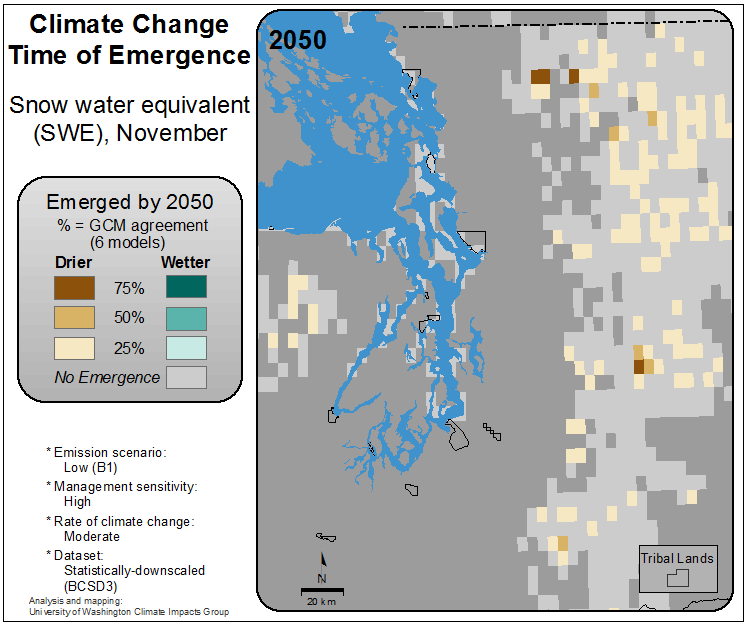 Climate Change
Time of Emergence
Snow water equivalent
(SWE), November
Emerged by 2050
% = GCM agreement
(6 models)
Drier
Wetter
75%
50%
25%
No Emergence
* Emission scenario:
Low (B1)
* Management sensitivity:
High
* Rate of climate change:
Moderate
* Dataset:
Statistically-downscaled
(BCSD3)
Analysis and mapping:
University of Washington Climate Impacts Group
2050
N
20 km
Tribal Lands